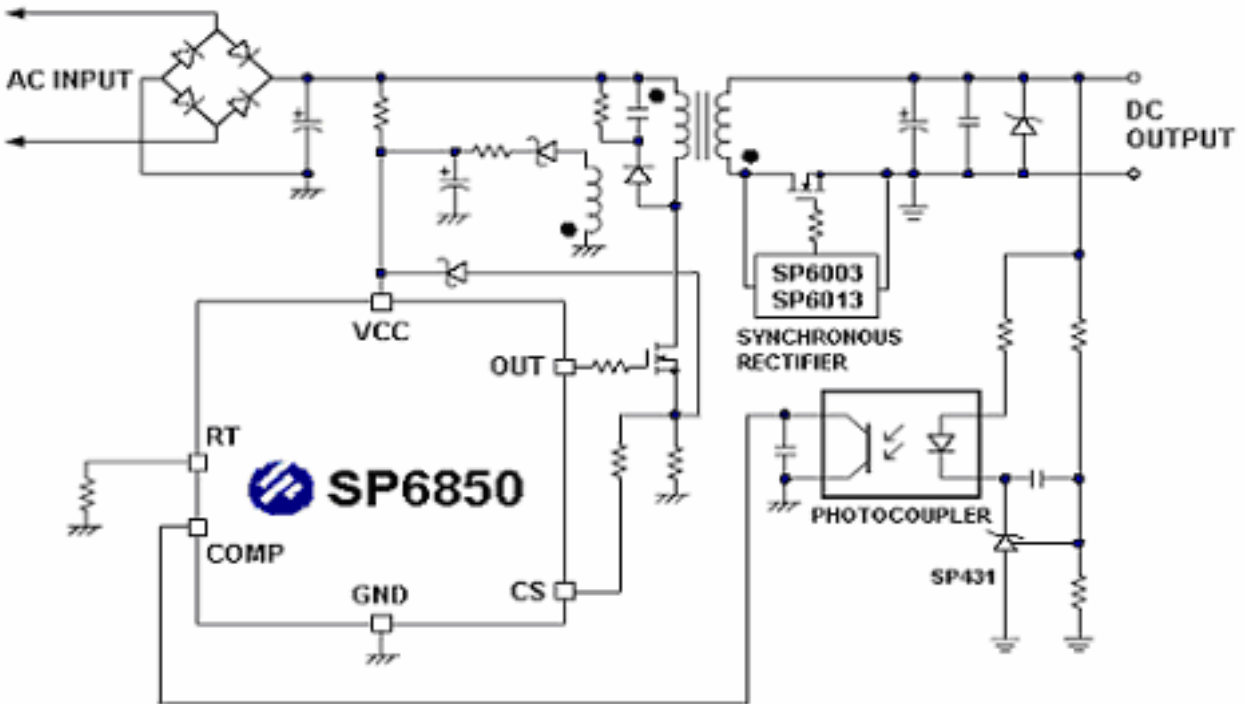 AC INPUT
DC
OUTPUT
SP6003
SP6013
VCC
SYNCHRONOUS
RECTIFIER
OUT
RT
SP6850
PHOTOCOUPLER
COMP
SP431
GND
CS